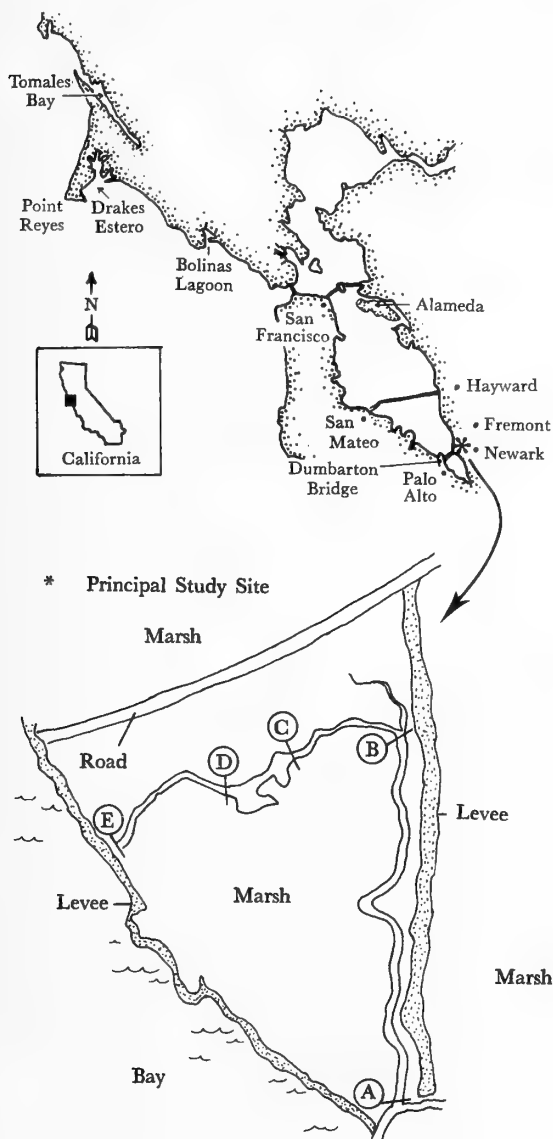 Tomales
Bay
Point
Reyes
Drakes
Estero
Bolinas
Lagoon
N
San
Francisco
Alameda
Hayward
San
Mateo
Fremont
Newark
Dumbarton
Bridge
Palo
Alto
California
* Principal Study Site
Marsh
Road
C
B
D
E
Levee
Levee
Marsh
Marsh
Bay
A